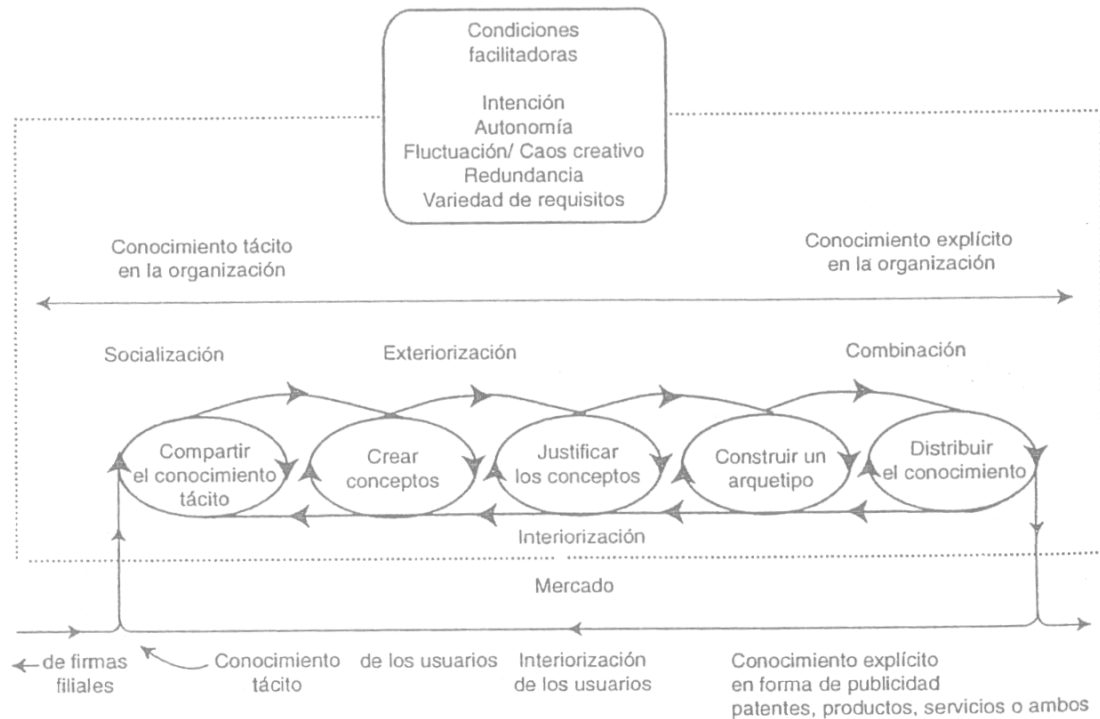 Condiciones
facilitadoras
Intención
Autonomía
Fluctuación/ Caos creativo
Redundancia
Variedad de requisitos
Conocimiento tácito
en la organización
Conocimiento explícito
en la organización
Socialización
Exteriorización
Combinación
Compartir
el conocimiento
tácito
Crear
conceptos
Justificar
los conceptos
Construir un
arquetipo
Distribuir
el conocimiento
Interiorización
Mercado
de firmas
filiales
Conocimiento
tácito
de los usuarios
Interiorización
de los usuarios
Conocimiento explícito
en forma de publicidad
patentes, productos, servicios o ambos